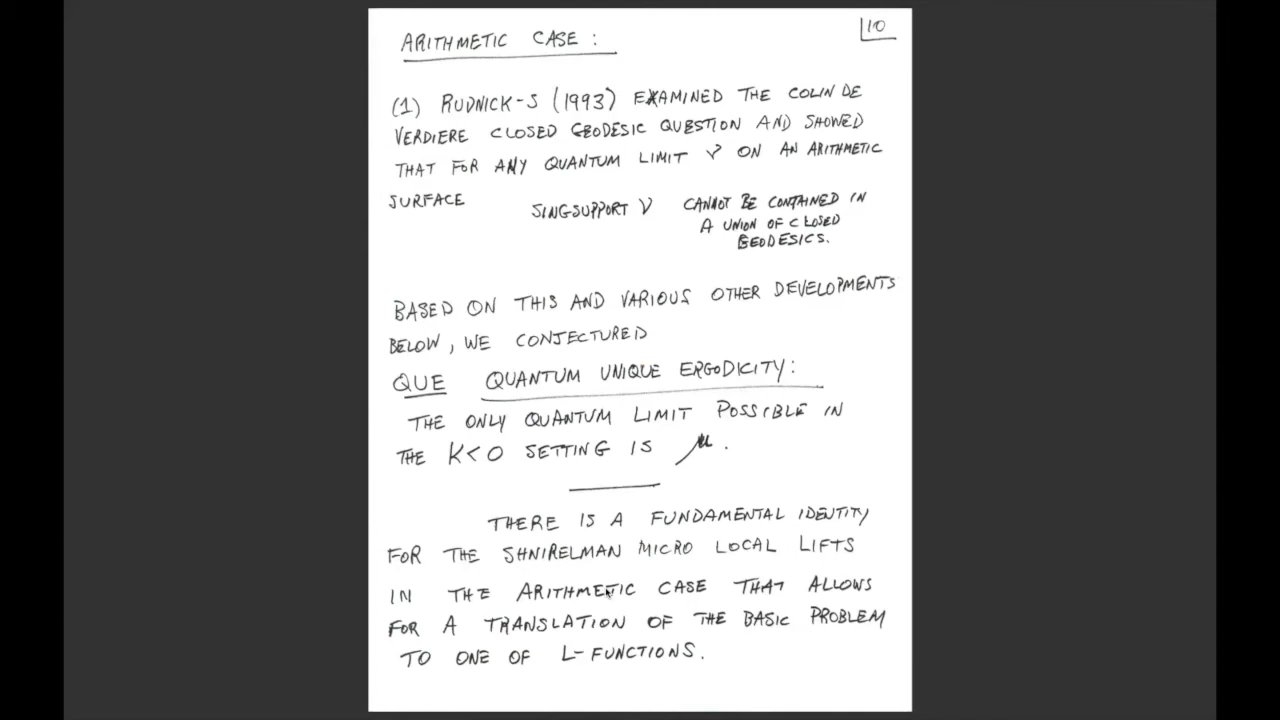 ARITHMETIC CASE :
10
(1) RUDNICK-S (1993) EXAMINED THE COLIN DE
VERDIERE CLOSED GEODESIC QUESTION AND SHOWED
THAT FOR ANY QUANTUM LIMIT ν ON AN ARITHMETIC
SURFACE
SINGSUPPORT ν CANNOT BE CONTAINED IN
A UNION OF CLOSED
GEODESICS.
BASED ON THIS AND VARIOUS OTHER DEVELOPMENTS
BELOW, WE CONJECTURED
QUE QUANTUM UNIQUE ERGODICITY:
THE ONLY QUANTUM LIMIT POSSIBLE IN
THE K<0 SETTING IS μ.
THERE IS A FUNDAMENTAL IDENTITY
FOR THE SHNIRELMAN MICRO LOCAL LIFTS
IN THE ARITHMETIC CASE THAT ALLOWS
FOR A TRANSLATION OF THE BASIC PROBLEM
TO ONE OF L-FUNCTIONS.